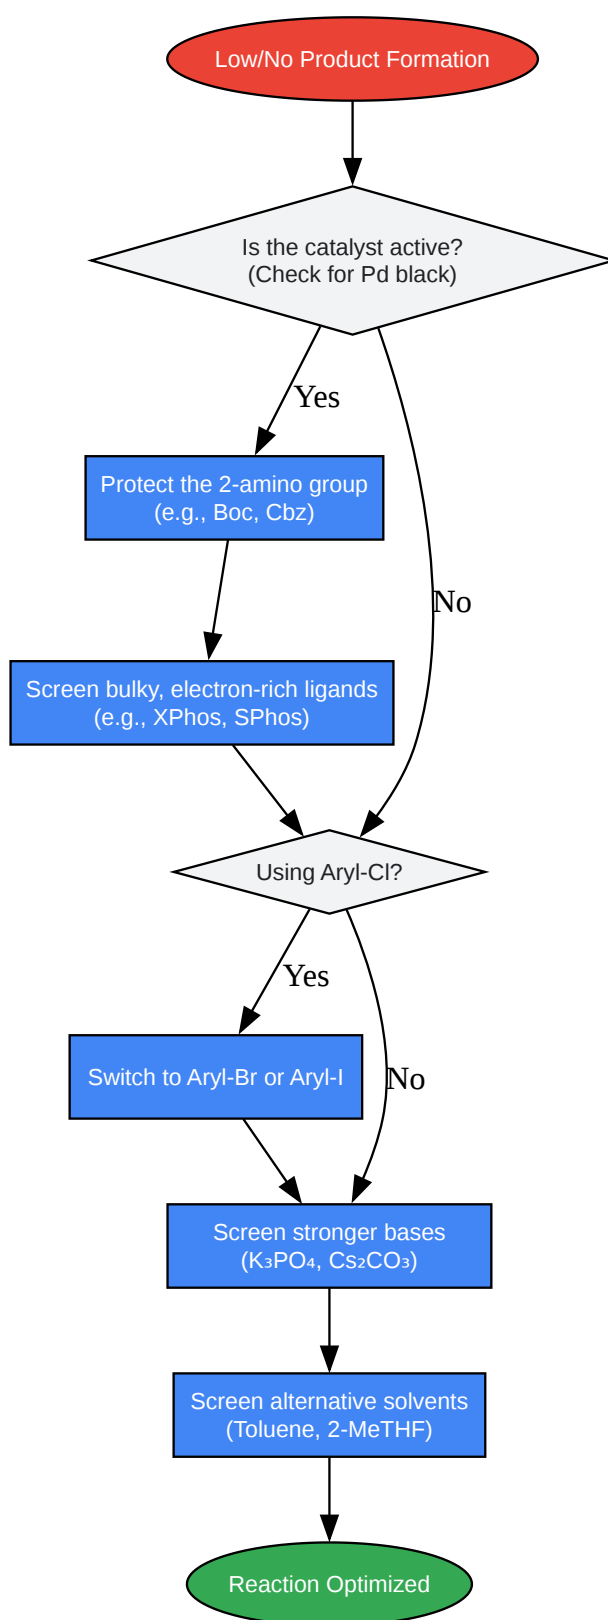 Low/No Product Formation
Is the catalyst active?
(Check for Pd black)
Yes
Protect the 2-amino group
(e.g., Boc, Cbz)
No
Screen bulky, electron-rich ligands
(e.g., XPhos, SPhos)
Using Aryl-Cl?
Yes
Switch to Aryl-Br or Aryl-I
No
Screen stronger bases
(K₃PO₄, Cs₂CO₃)
Screen alternative solvents
(Toluene, 2-MeTHF)
Reaction Optimized